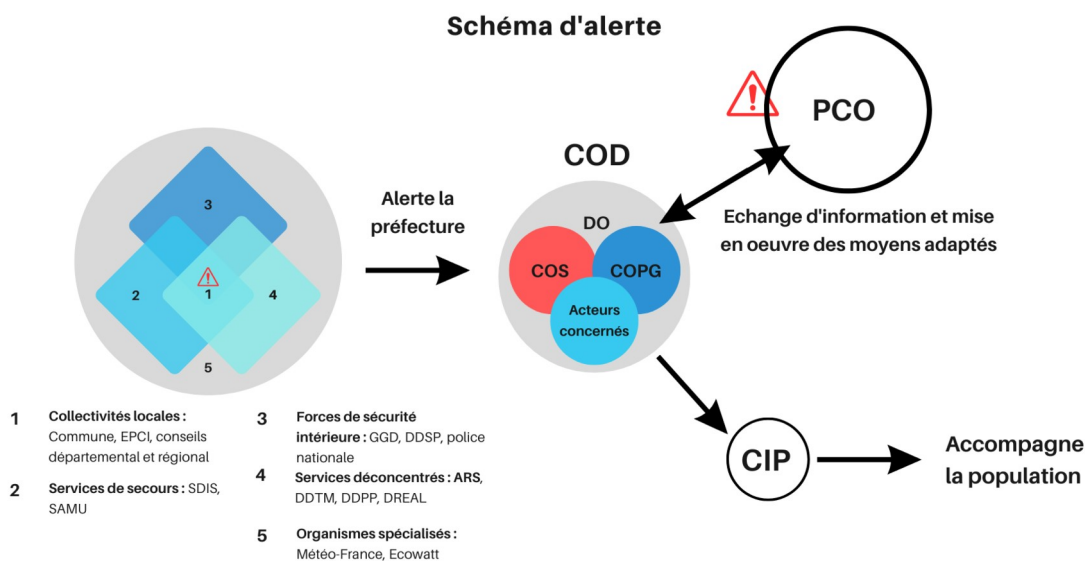 Schéma d'alerte
3
2
1
4
5
Alerte la
préfecture
COD
DO
COS
COPG
Acteurs
concernés
PCO
Echange d'information et mise
en oeuvre des moyens adaptés
CIP
Accompagne
la population
1 Collectivités locales :
Commune, EPCI, conseils
départemental et régional
2 Services de secours : SDIS,
SAMU
3 Forces de sécurité
intérieure : GGD, DDSP, police
nationale
4 Services déconcentrés : ARS,
DDTM, DDPP, DREAL
5 Organismes spécialisés :
Météo-France, Ecowatt